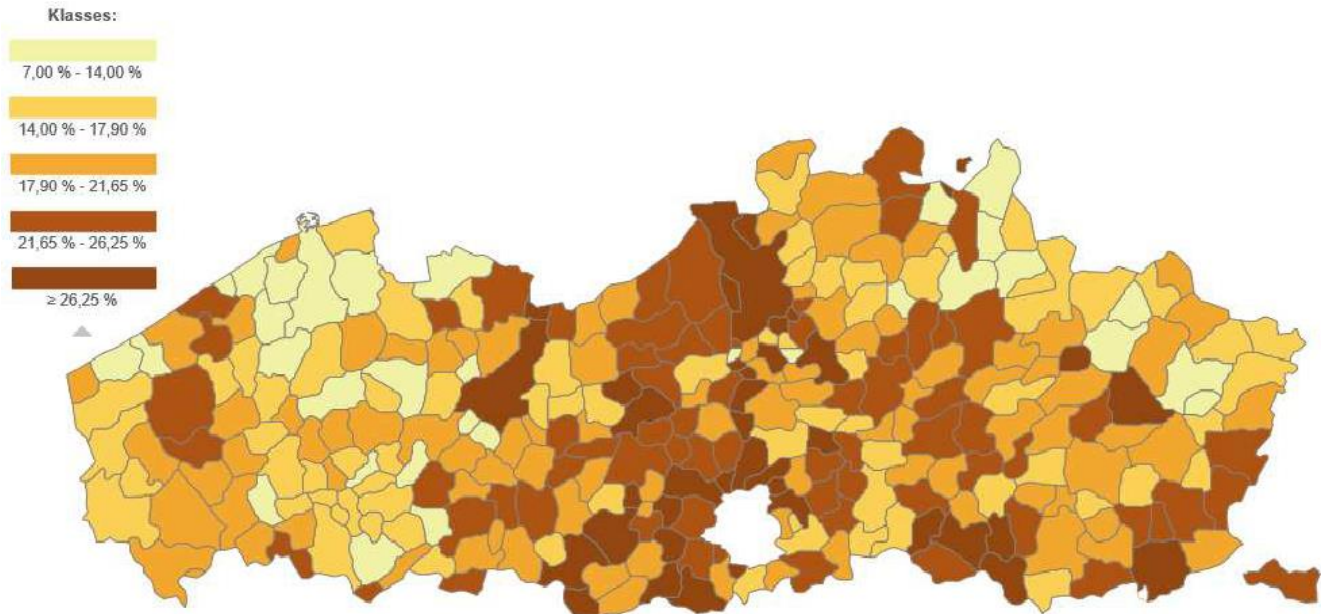 Klasses:
7,00 % - 14,00 %
14,00 % - 17,90 %
17,90 % - 21,65 %
21,65 % - 26,25 %
≥ 26,25 %